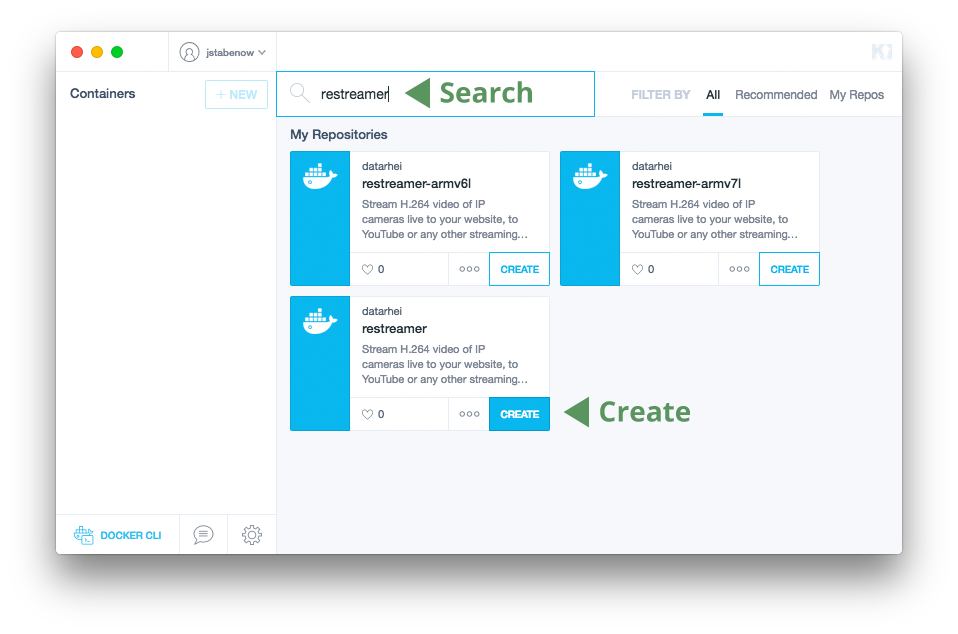 jstabenow
Containers
+ NEW
restreamer
Search
FILTER BY All Recommended My Repos
My Repositories
datarhei
restreamer-armv6l
Stream H.264 video of IP
cameras live to your website, to
YouTube or any other streaming...
0
CREATE
datarhei
restreamer-armv7l
Stream H.264 video of IP
cameras live to your website, to
YouTube or any other streaming...
0
CREATE
datarhei
restreamer
Stream H.264 video of IP
cameras live to your website, to
YouTube or any other streaming...
0
CREATE
Create
DOCKER CLI